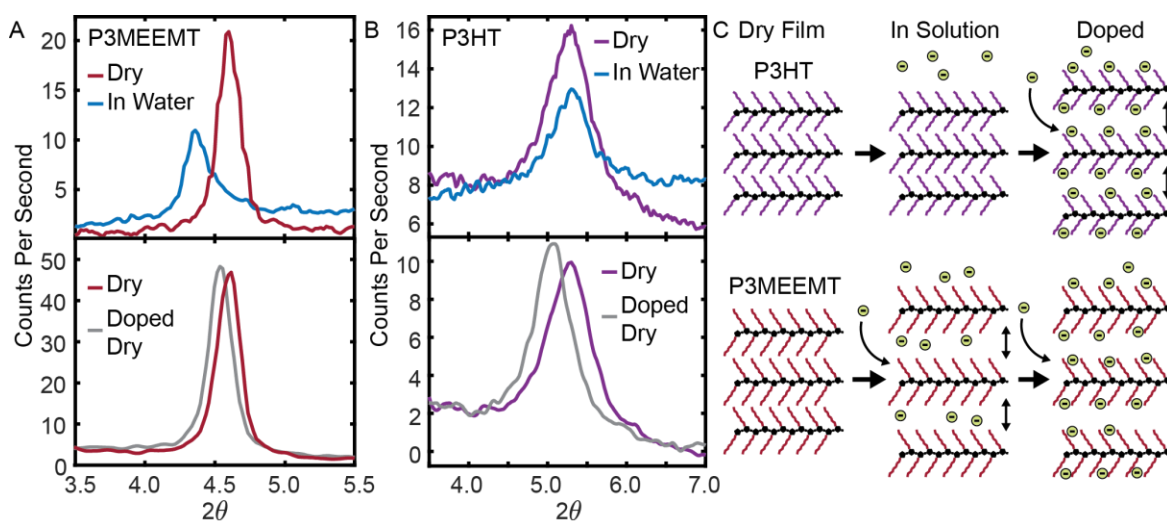 A
P3MEEMT
Dry
In Water
20
15
10
5
Counts Per Second
Dry
Doped
Dry
50
40
30
20
10
0
3.5 4.0 4.5 5.0 5.5
2θ
B
P3HT
Dry
In Water
16
14
12
10
8
6
Counts Per Second
Dry
Doped
Dry
10
8
6
4
2
0
4.0 5.0 6.0 7.0
2θ
C Dry Film In Solution Doped
P3HT
P3MEEMT